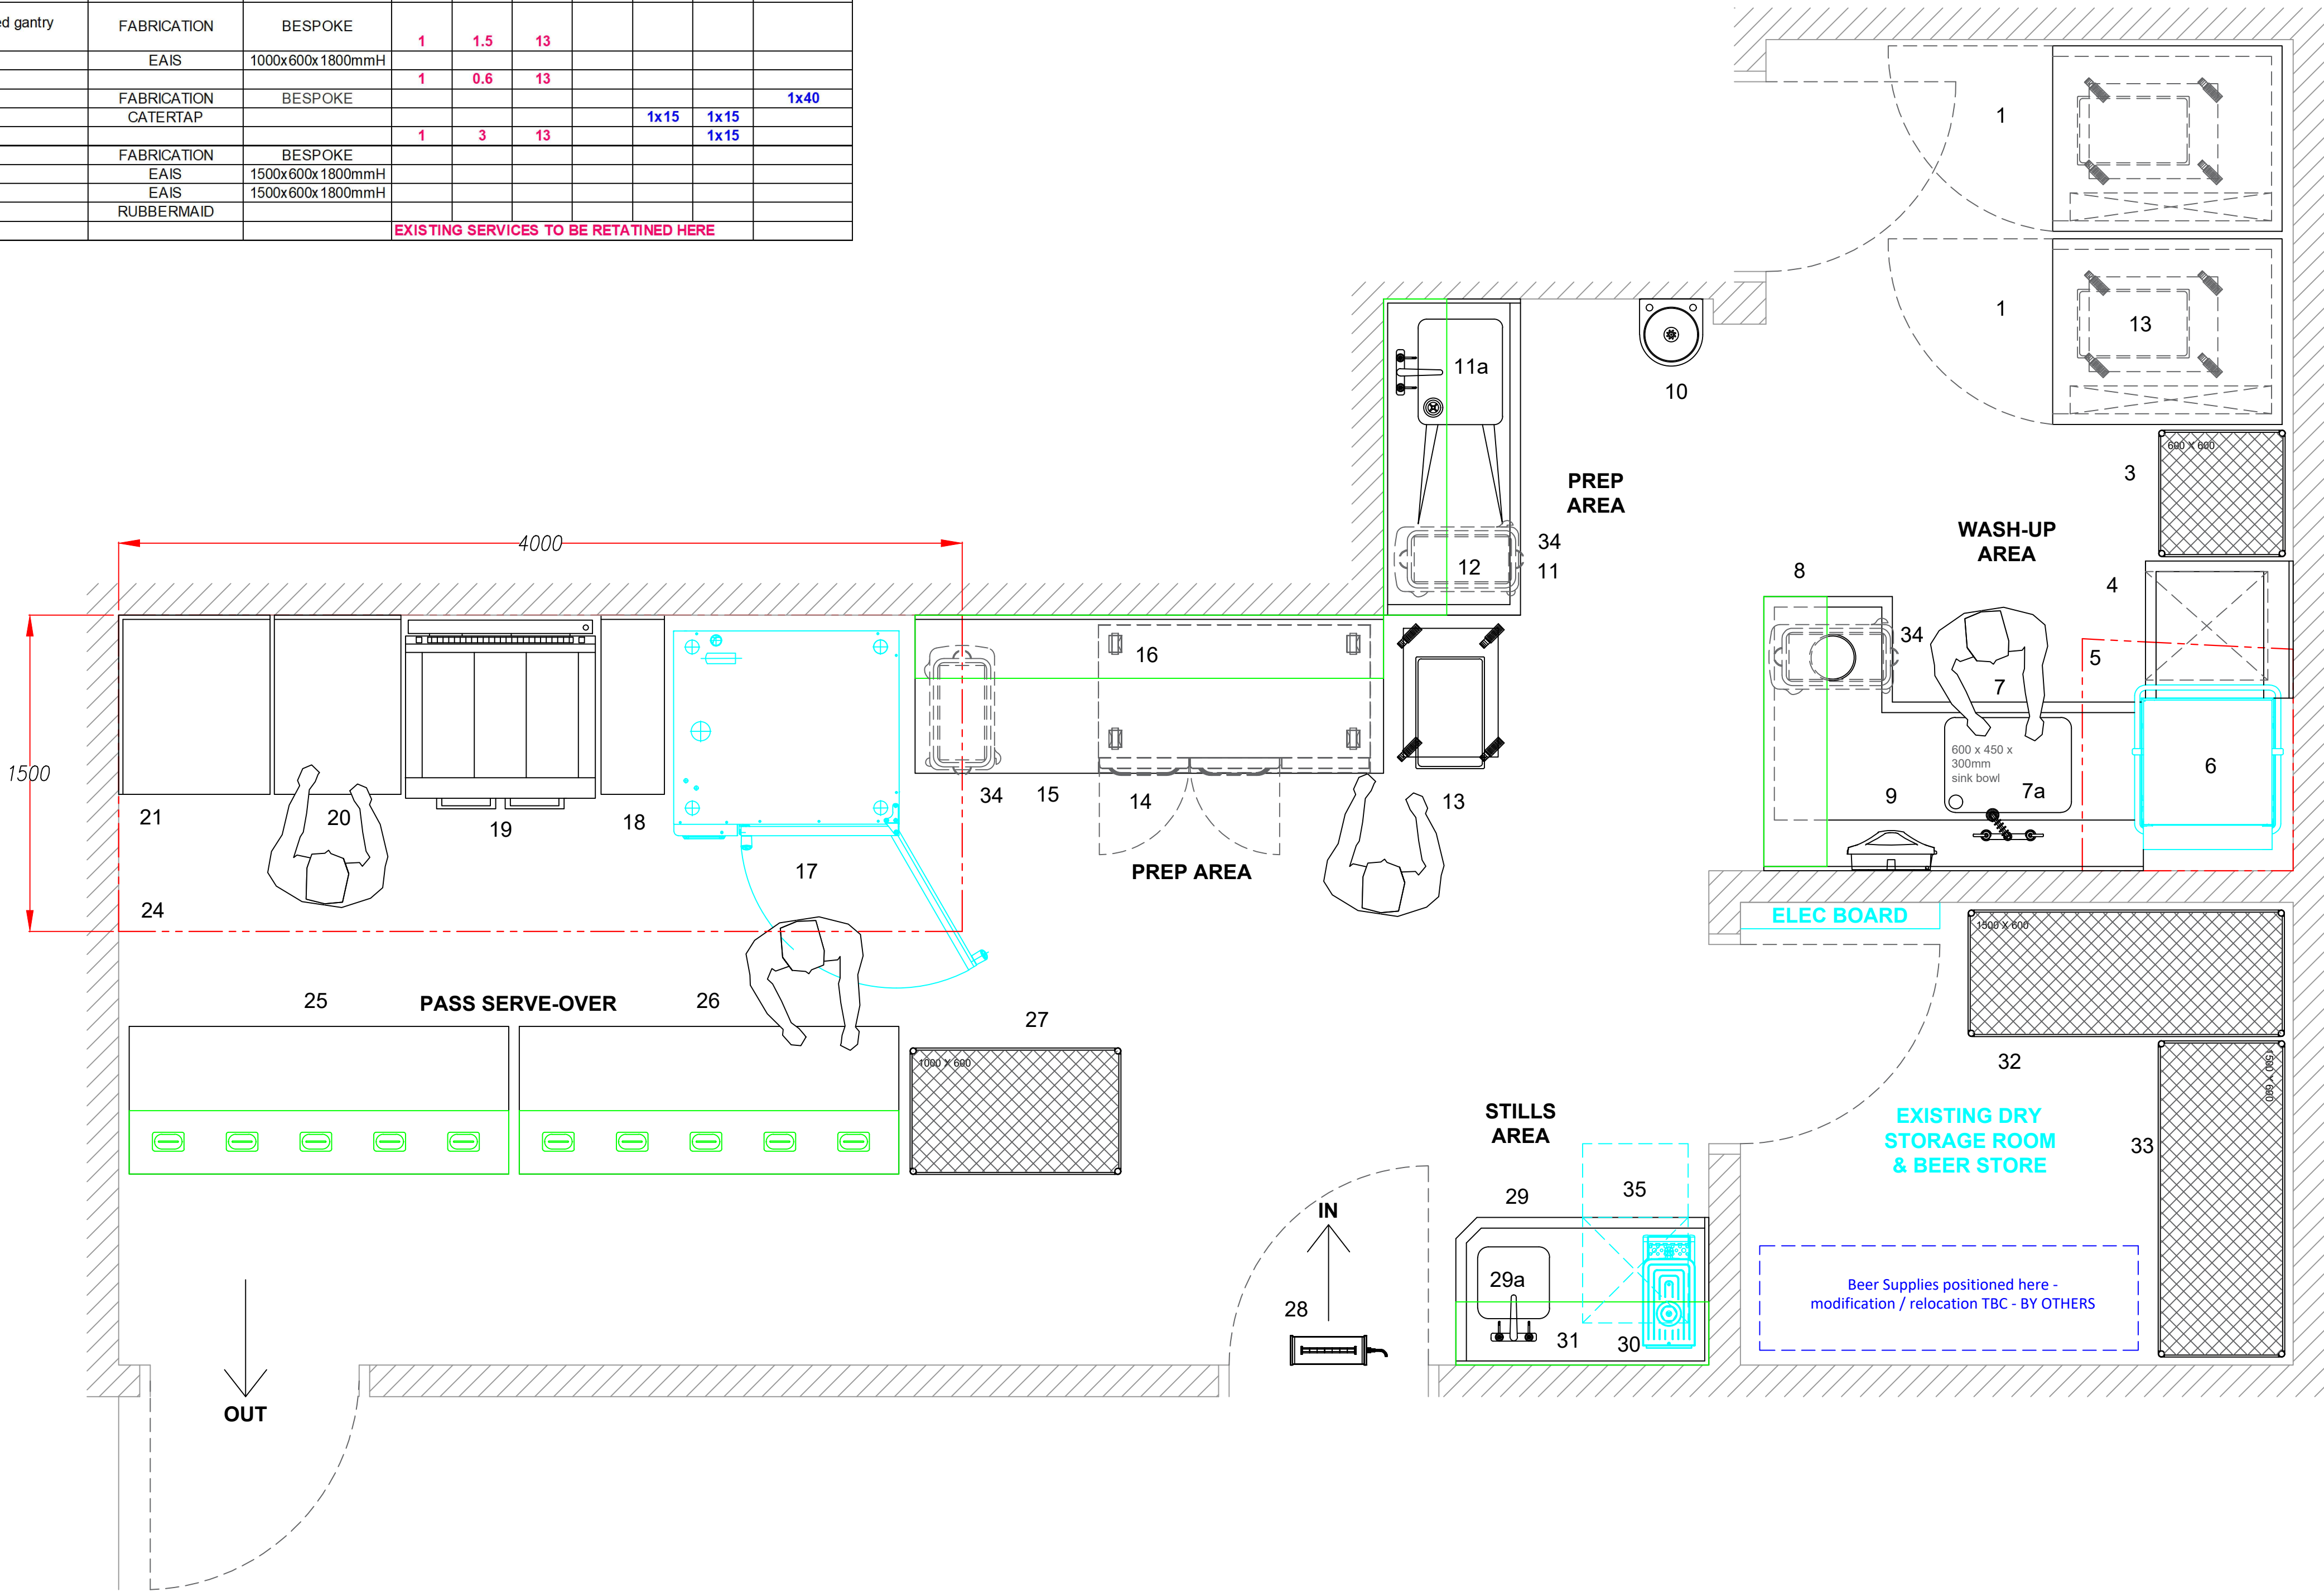 ed gantry FABRICATION BESPOKE 1 1.5 13
EAIS 1000x600x1800mmH
1 0.6 13
FABRICATION BESPOKE 1x40
CATERTAP 1x15 1x15
1 3 13 1x15
FABRICATION BESPOKE
EAIS 1500x600x1800mmH
EAIS 1500x600x1800mmH
RUBBERMAID
EXISTING SERVICES TO BE RETATINED HERE
1
1
13
11a
10
600 X 600
3
PREP
AREA
WASH-UP
AREA
4000
34
11
12
8
4
34
5
7
16
1500
600 x 450 x
300mm
sink bowl
7a
6
9
21
20
19
18
34
15
14
13
17
PREP AREA
24
ELEC BOARD
1500 X 600
25
PASS SERVE-OVER
26
27
1000 X 600
32
1500 X 600
STILLS
AREA
EXISTING DRY
STORAGE ROOM
& BEER STORE
33
29
35
IN
29a
28
31
30
Beer Supplies positioned here -
modification / relocation TBC - BY OTHERS
OUT